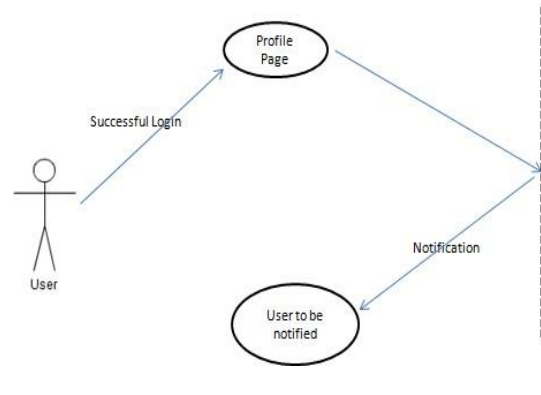 Profile
Page
Successful Login
User
Notification
User to be
notified